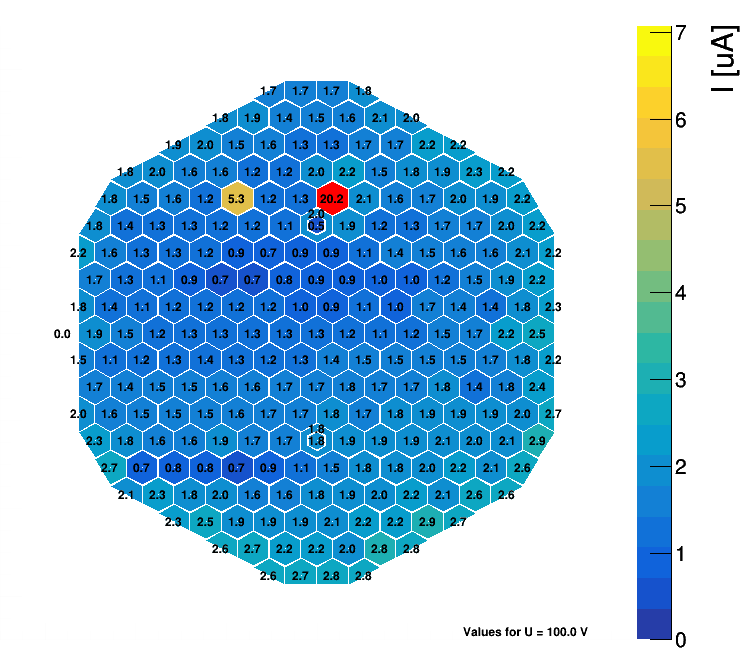 7
I [uA]
1.7 1.7 1.7 1.8
1.8 1.9 1.4 1.5 1.6 2.1 2.0
6
1.9 2.0 1.5 1.6 1.3 1.3 1.7 1.7 2.2 2.2
1.8 2.0 1.6 1.6 1.2 1.2 2.0 2.2 1.5 1.8 1.9 2.3 2.2
1.8 1.5 1.6 1.2 5.3 1.2 1.3 20.2 2.1 1.6 1.7 2.0 1.9 2.2
5
2.0
1.8 1.4 1.3 1.3 1.2 1.2 1.1 0.5 1.9 1.2 1.3 1.7 1.7 2.0 2.2
2.2 1.6 1.3 1.3 1.2 0.9 0.7 0.9 0.9 1.1 1.4 1.5 1.6 1.6 2.1 2.2
1.7 1.3 1.1 0.9 0.7 0.7 0.8 0.9 0.9 1.0 1.0 1.2 1.5 1.9 2.2
4
1.8 1.4 1.1 1.2 1.2 1.2 1.2 1.0 0.9 1.1 1.0 1.7 1.4 1.4 1.8 2.3
0.0 1.9 1.5 1.2 1.3 1.3 1.3 1.3 1.3 1.2 1.1 1.2 1.5 1.7 2.2 2.5
1.5 1.1 1.2 1.3 1.4 1.3 1.2 1.3 1.4 1.5 1.5 1.5 1.5 1.7 1.8 2.2
3
1.7 1.4 1.5 1.5 1.6 1.6 1.7 1.7 1.8 1.7 1.7 1.8 1.4 1.8 2.4
2.0 1.6 1.5 1.5 1.5 1.6 1.7 1.7 1.8 1.7 1.8 1.9 1.9 1.9 2.0 2.7
1.8
2.3 1.8 1.6 1.6 1.9 1.7 1.7 1.8 1.9 1.9 1.9 2.1 2.0 2.1 2.9
2
2.7 0.7 0.8 0.8 0.7 0.9 1.1 1.5 1.8 1.8 2.0 2.2 2.1 2.6
2.1 2.3 1.8 2.0 1.6 1.6 1.8 1.9 2.0 2.2 2.1 2.6 2.6
2.3 2.5 1.9 1.9 1.9 2.1 2.2 2.2 2.9 2.7
2.6 2.7 2.2 2.2 2.0 2.8 2.8
1
2.6 2.7 2.8 2.8
Values for U = 100.0 V
0